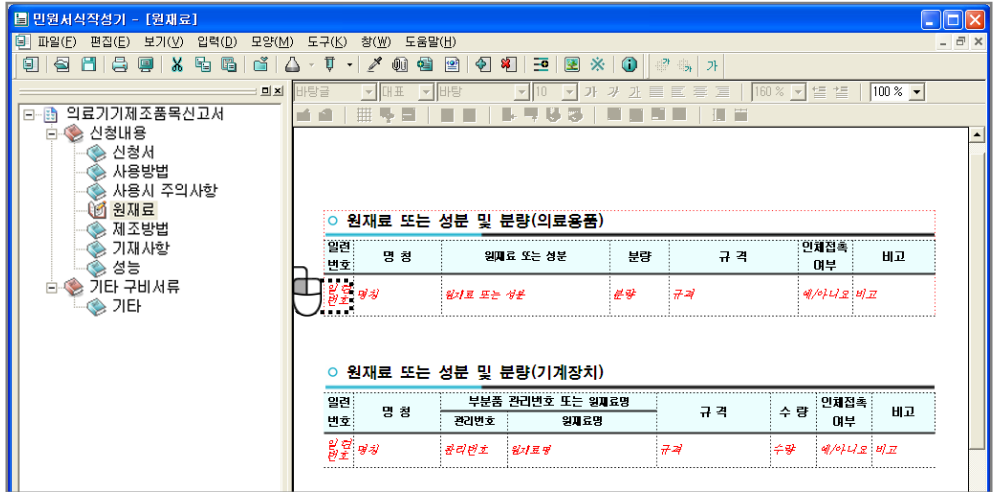 민원서식작성기 - [원재료]
파일(F) 편집(E) 보기(V) 입력(D) 모양(M) 도구(K) 창(W) 도움말(H)
가
바탕글 대표 바탕 10 가 가 가 160 % 100 %
의료기기제조품목신고서
신청내용
신청서
사용방법
사용시 주의사항
원재료
제조방법
기재사항
성능
기타 구비서류
기타
원재료 또는 성분 및 분량(의료용품)
일련번호 명 칭 원재료 또는 성분 분량 규 격 인체접촉여부 비고
일련번호 명칭 원재료 또는 성분 분량 규격 예/아니오 비고
원재료 또는 성분 및 분량(기계장치)
일련번호 명 칭 부분품 관리번호 또는 원재료명 규 격 수 량 인체접촉여부 비고
관리번호 원재료명
일련번호 명칭 관리번호 원재료명 규격 수량 예/아니오 비고